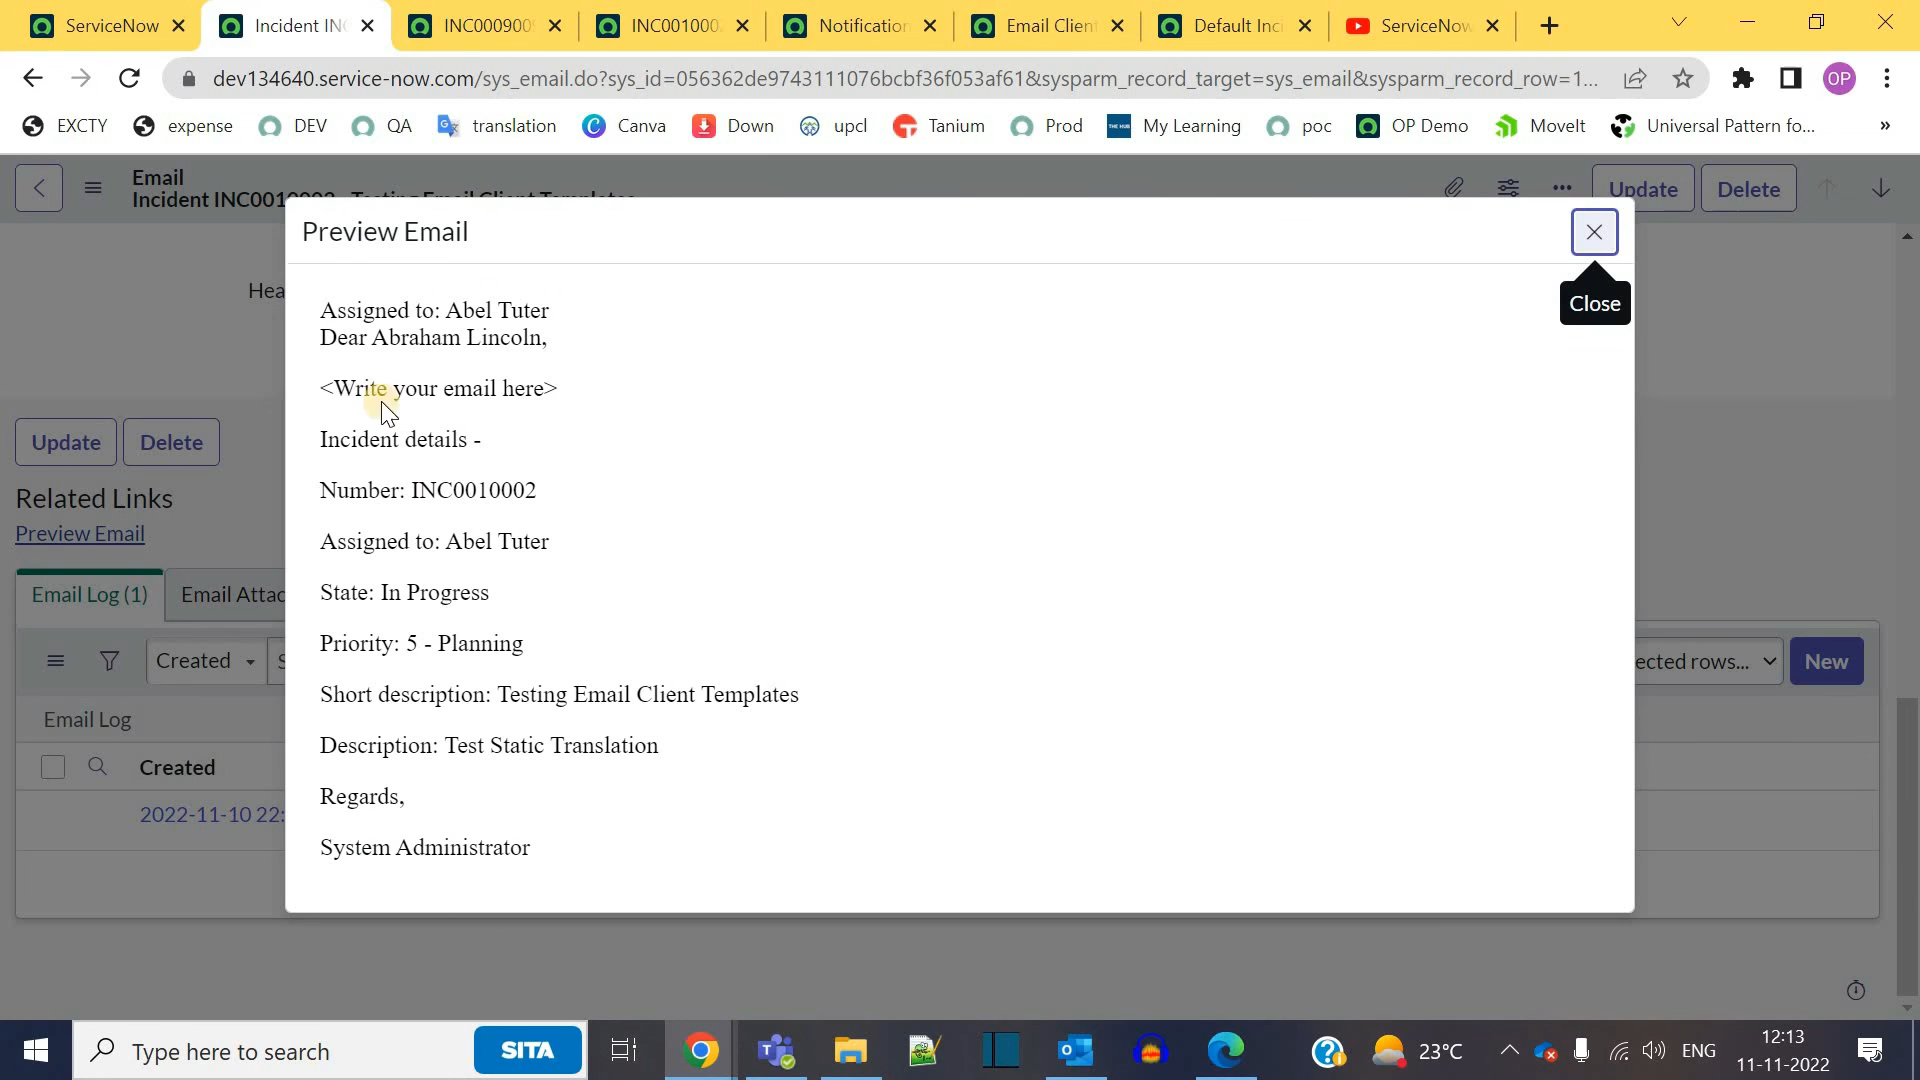 ServiceNow
Incident IN
INC000900
INC001000
Notification
Email Client
Default Inc
ServiceNow
dev134640.service-now.com/sys_email.do?sys_id=056362de9743111076bcbf36f053af61&sysparm_record_target=sys_email&sysparm_record_row=1...
OP
EXCTY
expense
DEV
QA
translation
Canva
Down
upcl
Tanium
Prod
My Learning
poc
OP Demo
MoveIt
Universal Pattern fo...
»
Email
Incident INC0010002 - Testing Email Client Templates
Update
Delete
Preview Email
Close
Hea
Assigned to: Abel Tuter
Dear Abraham Lincoln,
<Write your email here>
Incident details -
Number: INC0010002
Assigned to: Abel Tuter
State: In Progress
Priority: 5 - Planning
Short description: Testing Email Client Templates
Description: Test Static Translation
Regards,
System Administrator
Update
Delete
Related Links
Preview Email
Email Log (1)
Email Attac
Created
S
ected rows...
New
Email Log
Created
2022-11-10 22:
Type here to search
SITA
23°C
ENG
12:13
11-11-2022